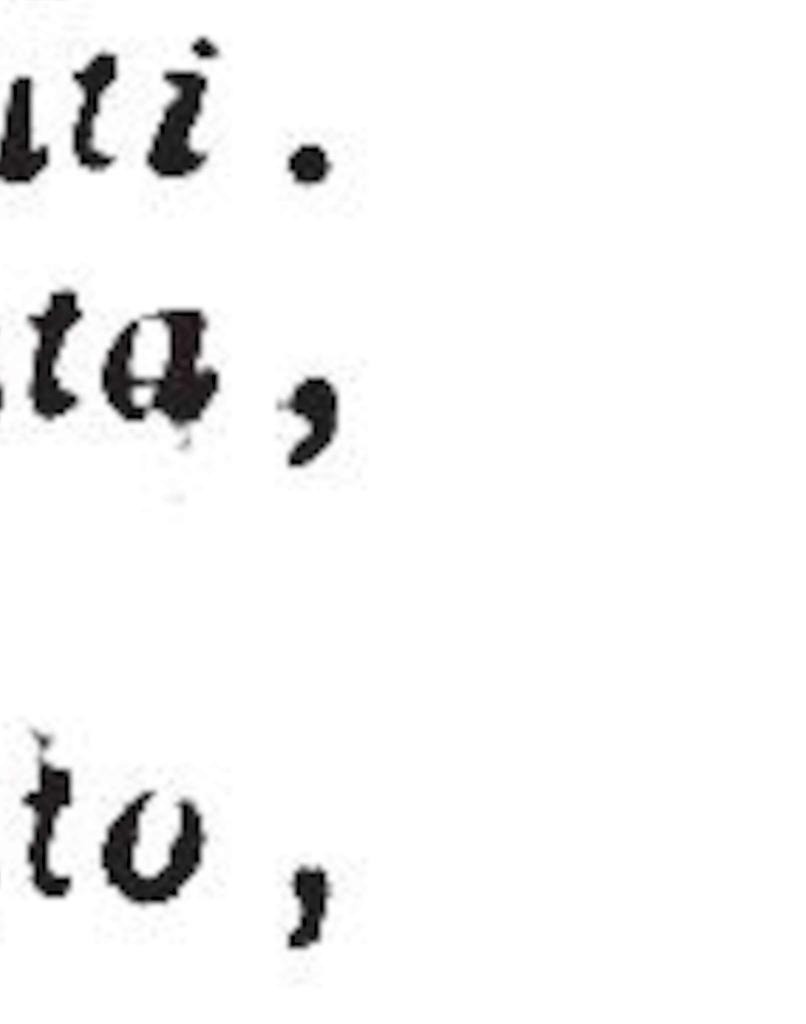 uti .
ta ,
to ,